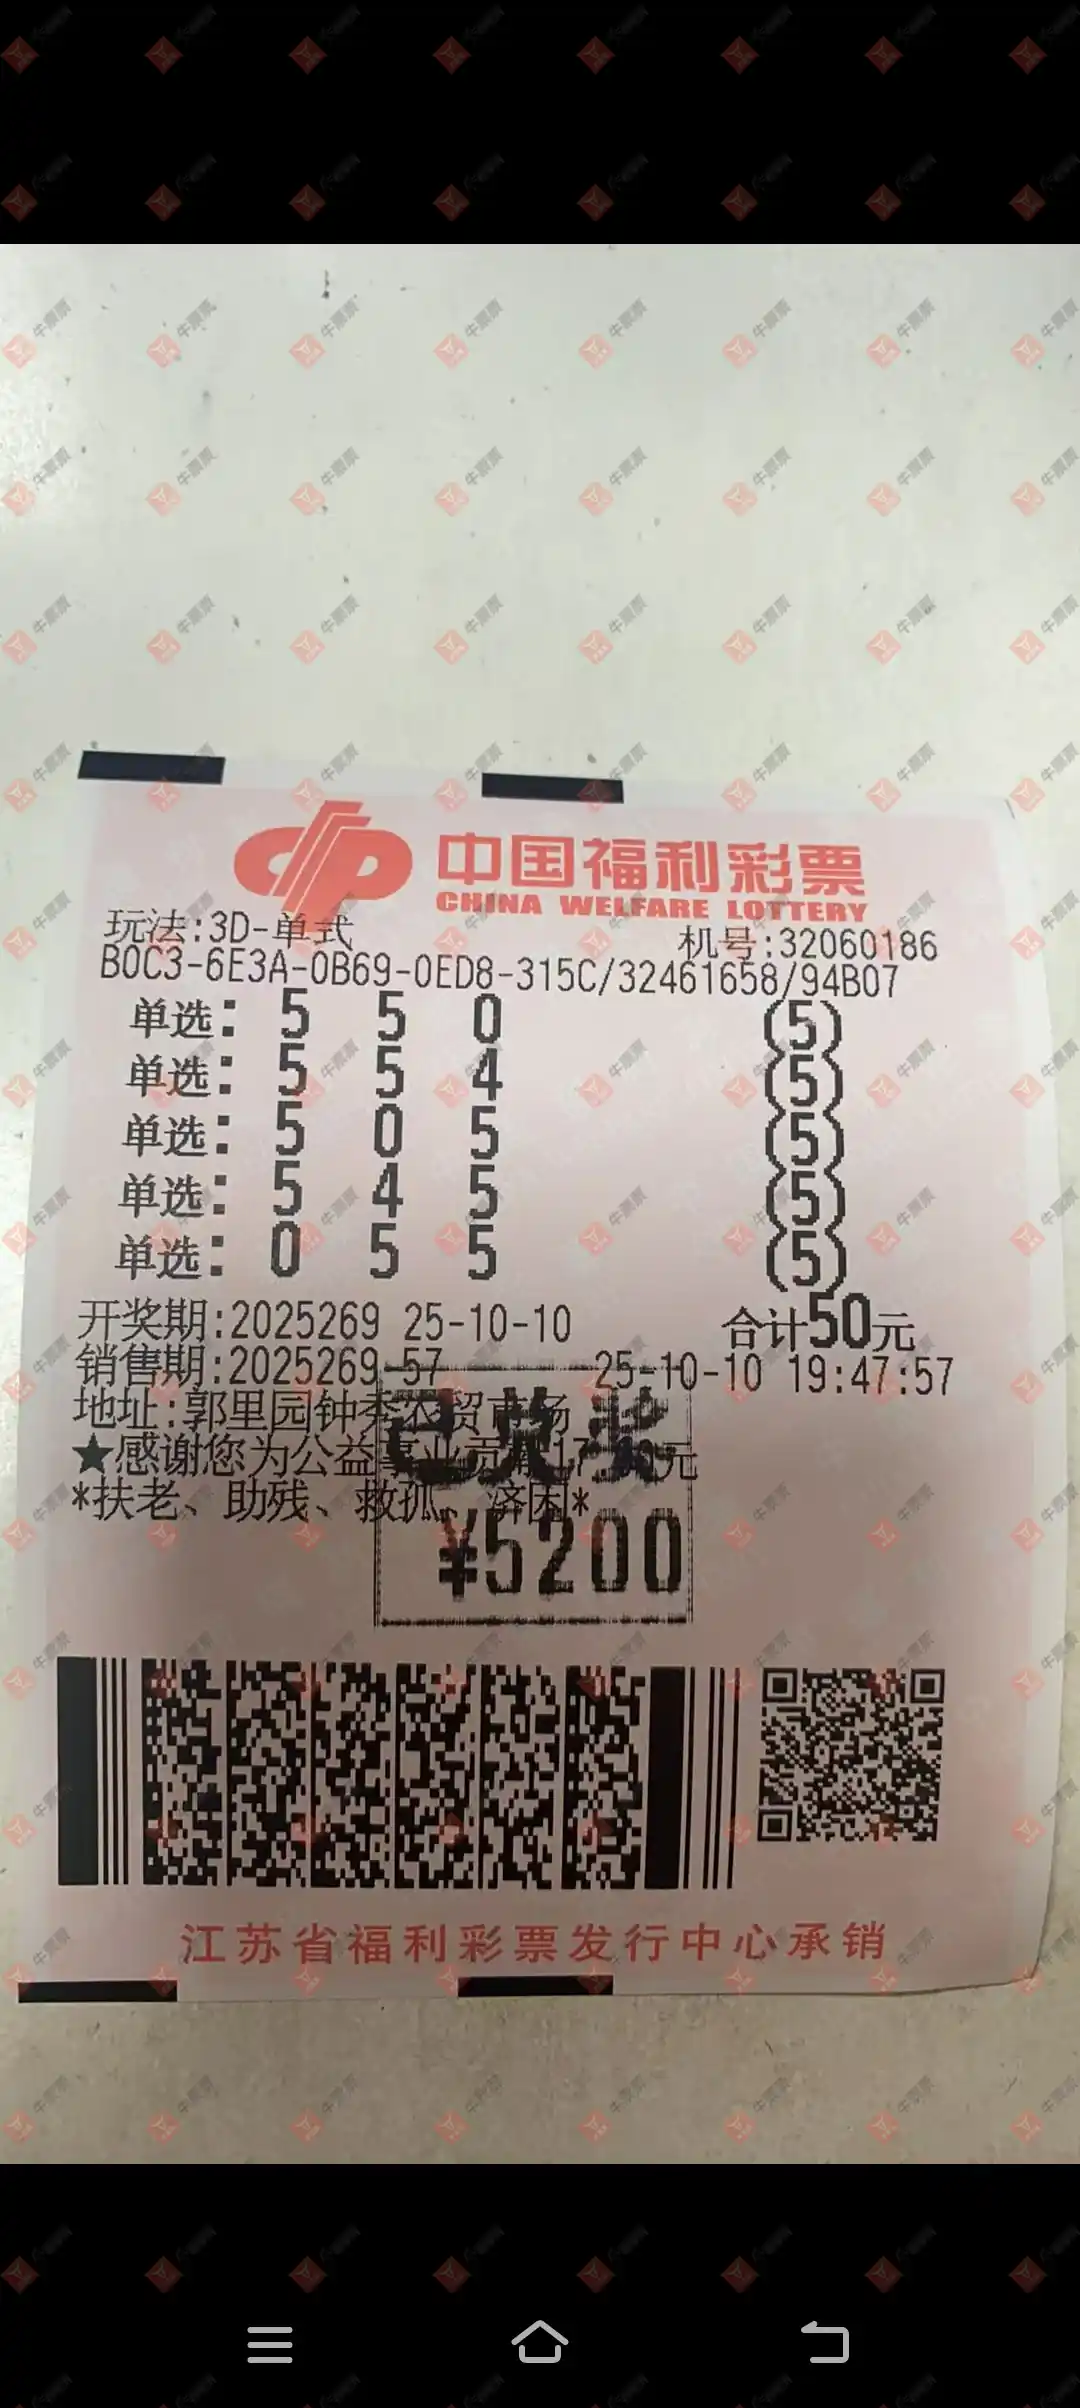 中国福利彩票
CHINA WELFARE LOTTERY
玩法:3D-单式
机号:32060186
B0C3-6E3A-0B69-0ED8-315C/32461658/94B07
单选: 5 5 0 (5)
单选: 5 5 4 (5)
单选: 5 0 5 (5)
单选: 5 4 5 (5)
单选: 0 5 5 (5)
开奖期:2025269 25-10-10 合计50元
销售期:2025269-57 25-10-10 19:47:57
地址:郭里园钟秀农贸市场
★感谢您为公益事业贡献17 元
*扶老、助残、救孤、济困*
已兑奖
¥5200
江苏省福利彩票发行中心承销
牛票票